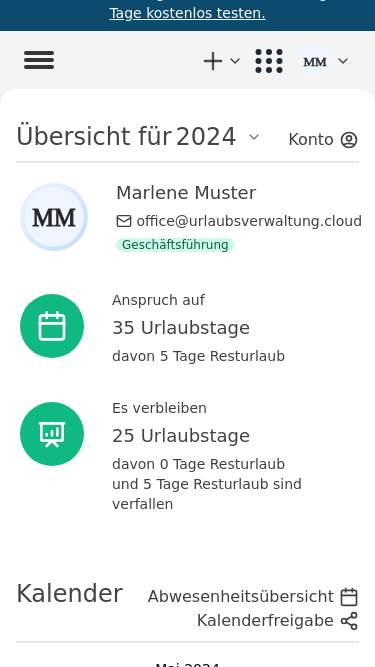 Tage kostenlos testen.
MM
Übersicht für 2024
Konto
MM
Marlene Muster
office@urlaubsverwaltung.cloud
Geschäftsführung
Anspruch auf
35 Urlaubstage
davon 5 Tage Resturlaub
Es verbleiben
25 Urlaubstage
davon 0 Tage Resturlaub
und 5 Tage Resturlaub sind
verfallen
Kalender
Abwesenheitsübersicht
Kalenderfreigabe
Mai 2024